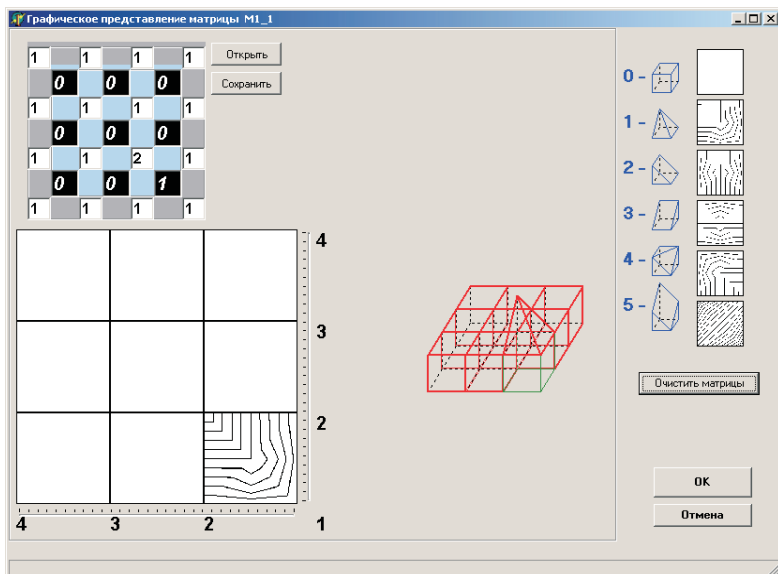 Графическое представление матрицы M1_1
1 1 1 1
0 0 0
1 1 1 1
0 0 0
1 1 2 1
0 0 1
1 1 1 1
Открыть
Сохранить
4
3
2
4 3 2 1
0 -
1 -
2 -
3 -
4 -
5 -
Очистить матрицы
OK
Отмена